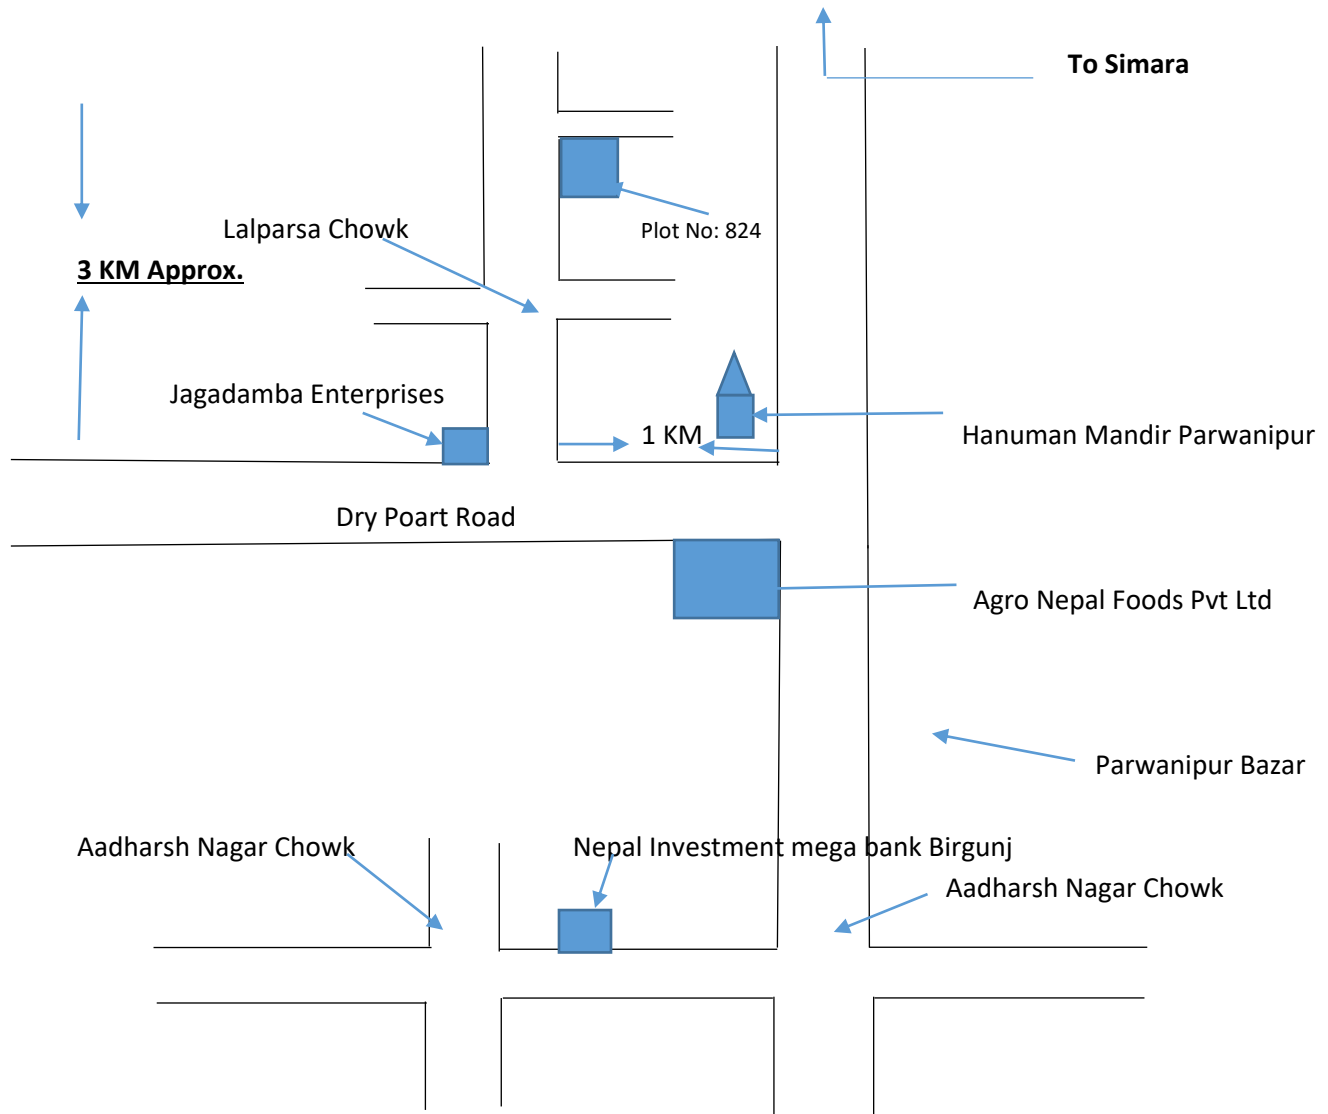 To Simara
Plot No: 824
Lalparsa Chowk
3 KM Approx.
Jagadamba Enterprises
1 KM
Hanuman Mandir Parwanipur
Dry Poart Road
Agro Nepal Foods Pvt Ltd
Parwanipur Bazar
Aadharsh Nagar Chowk
Nepal Investment mega bank Birgunj
Aadharsh Nagar Chowk